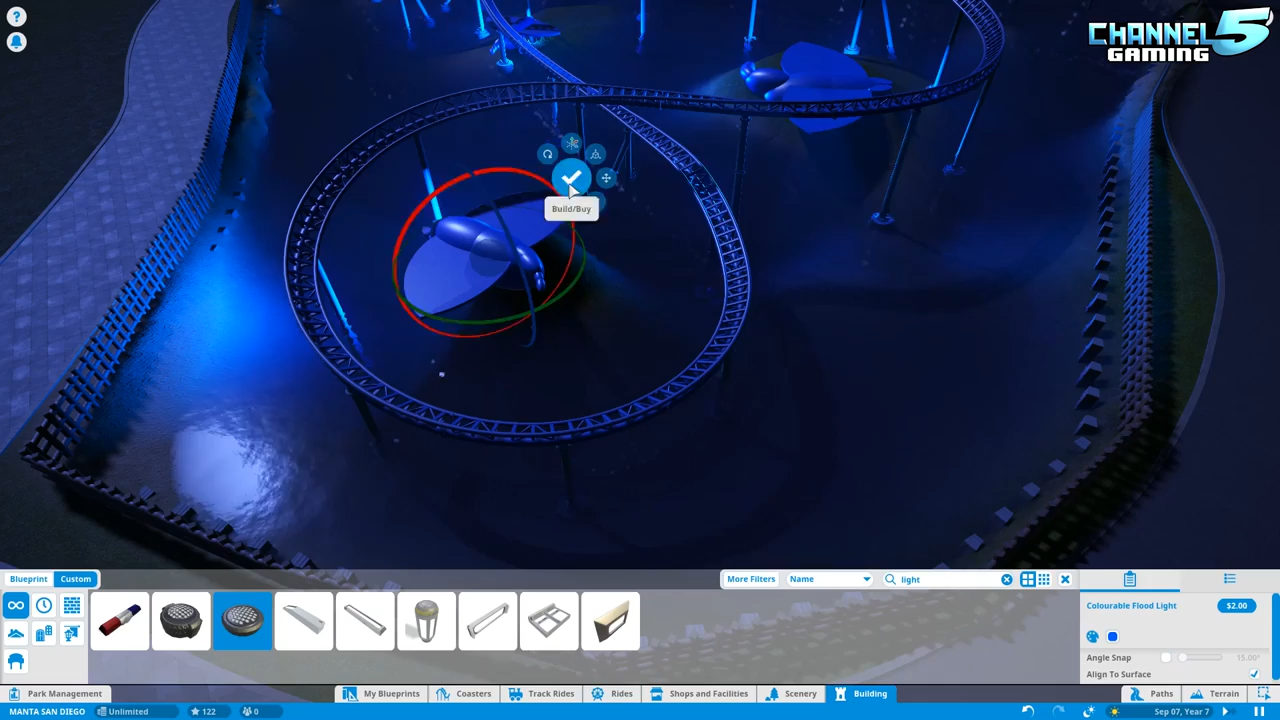 CHANNEL 5
GAMING
Build/Buy
Blueprint Custom More Filters Name light
Colourable Flood Light $2.00
Angle Snap 15.00°
Align To Surface
Park Management My Blueprints Coasters Track Rides Rides Shops and Facilities Scenery Building Paths Terrain
MANTA SAN DIEGO Unlimited 122 0 Sep 07, Year 7